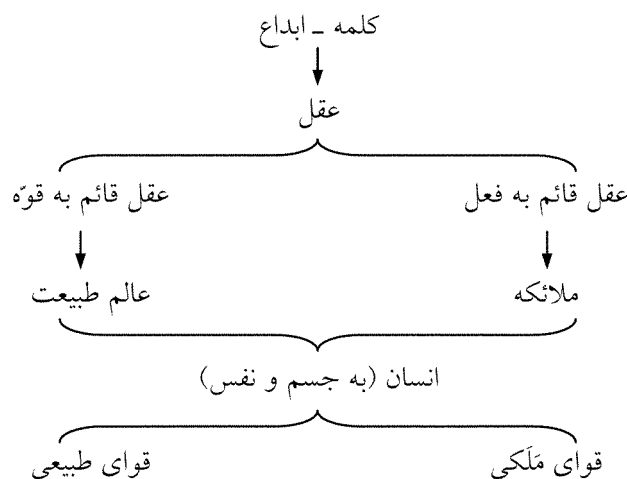 کلمه ـ ابداع
عقل
عقل قائم به فعل
عقل قائم به قوّه
ملائکه
عالم طبیعت
انسان (به جسم و نفس)
قوای مَلَکی
قوای طبیعی